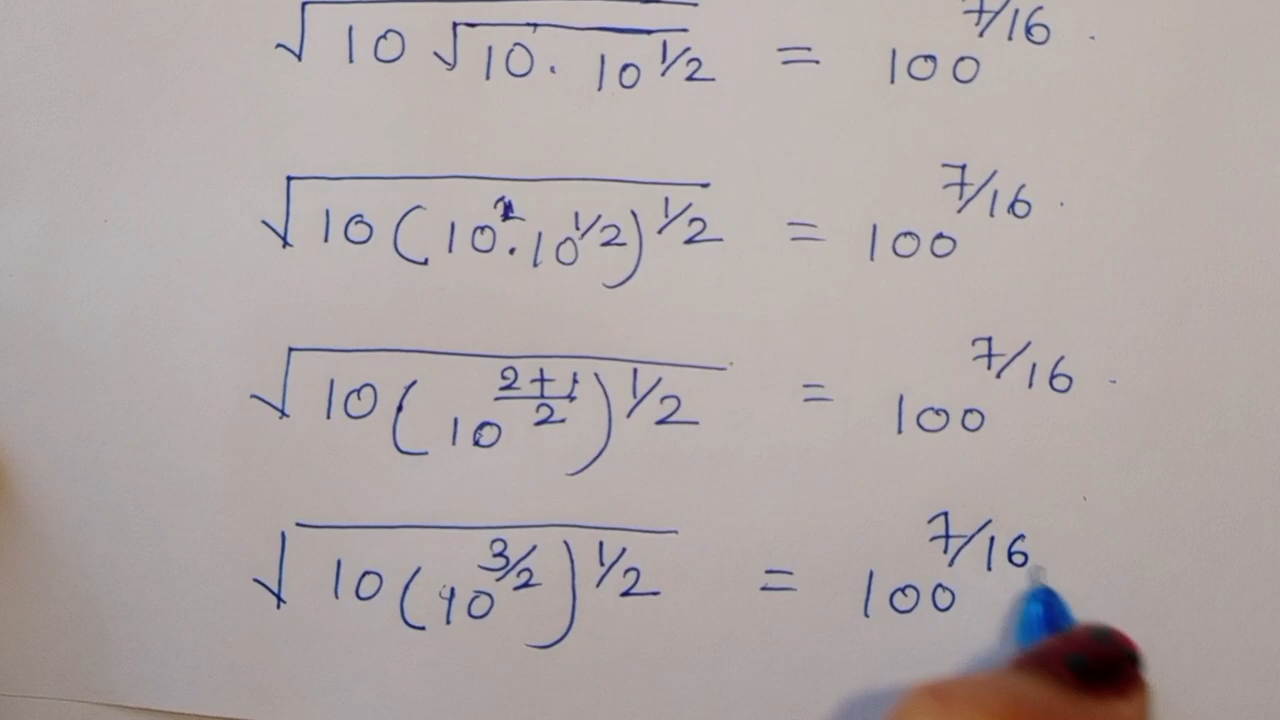 √(10 √(10 · 10^(1/2))) = 100^(7/16) .
√(10 (10^1 · 10^(1/2))^(1/2)) = 100^(7/16) .
√(10 (10^((2+1)/2))^(1/2)) = 100^(7/16) .
√(10 (10^(3/2))^(1/2)) = 100^(7/16)